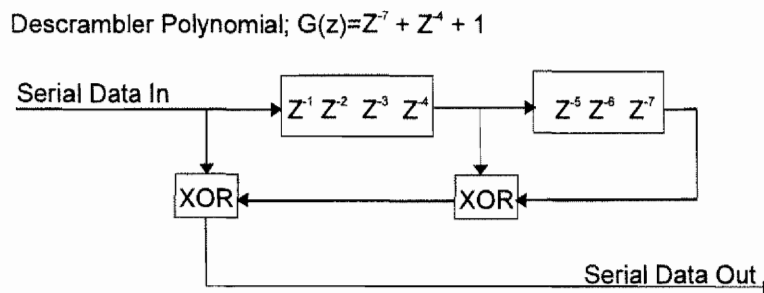 Descrambler Polynomial; G(z)=Z⁻⁷ + Z⁻⁴ + 1
Serial Data In
Z⁻¹ Z⁻² Z⁻³ Z⁻⁴
Z⁻⁵ Z⁻⁶ Z⁻⁷
XOR
XOR
Serial Data Out